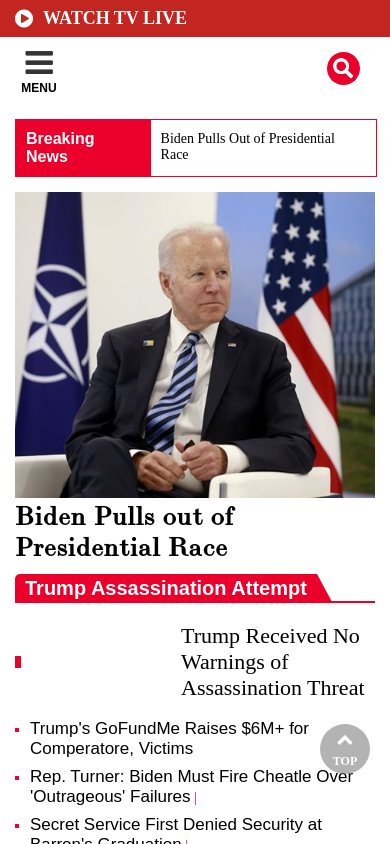 WATCH TV LIVE
MENU
Breaking
News
Biden Pulls Out of Presidential
Race
Biden Pulls out of
Presidential Race
Trump Assassination Attempt
Trump Received No
Warnings of
Assassination Threat
Trump's GoFundMe Raises $6M+ for
Comperatore, Victims
TOP
Rep. Turner: Biden Must Fire Cheatle Over
'Outrageous' Failures |
Secret Service First Denied Security at
Barron's Graduation |